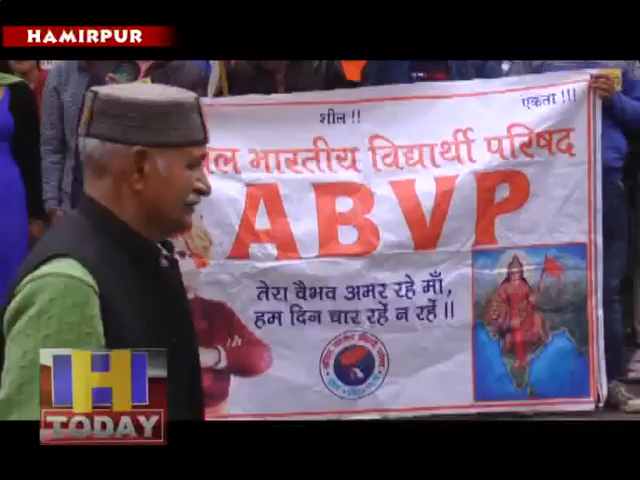 HAMIRPUR
शील !!
एकता !!!
भारतीय विद्यार्थी परिषद
ABVP
तेरा वैभव अमर रहे माँ,
हम दिन चार रहें न रहें ॥
H
TODAY